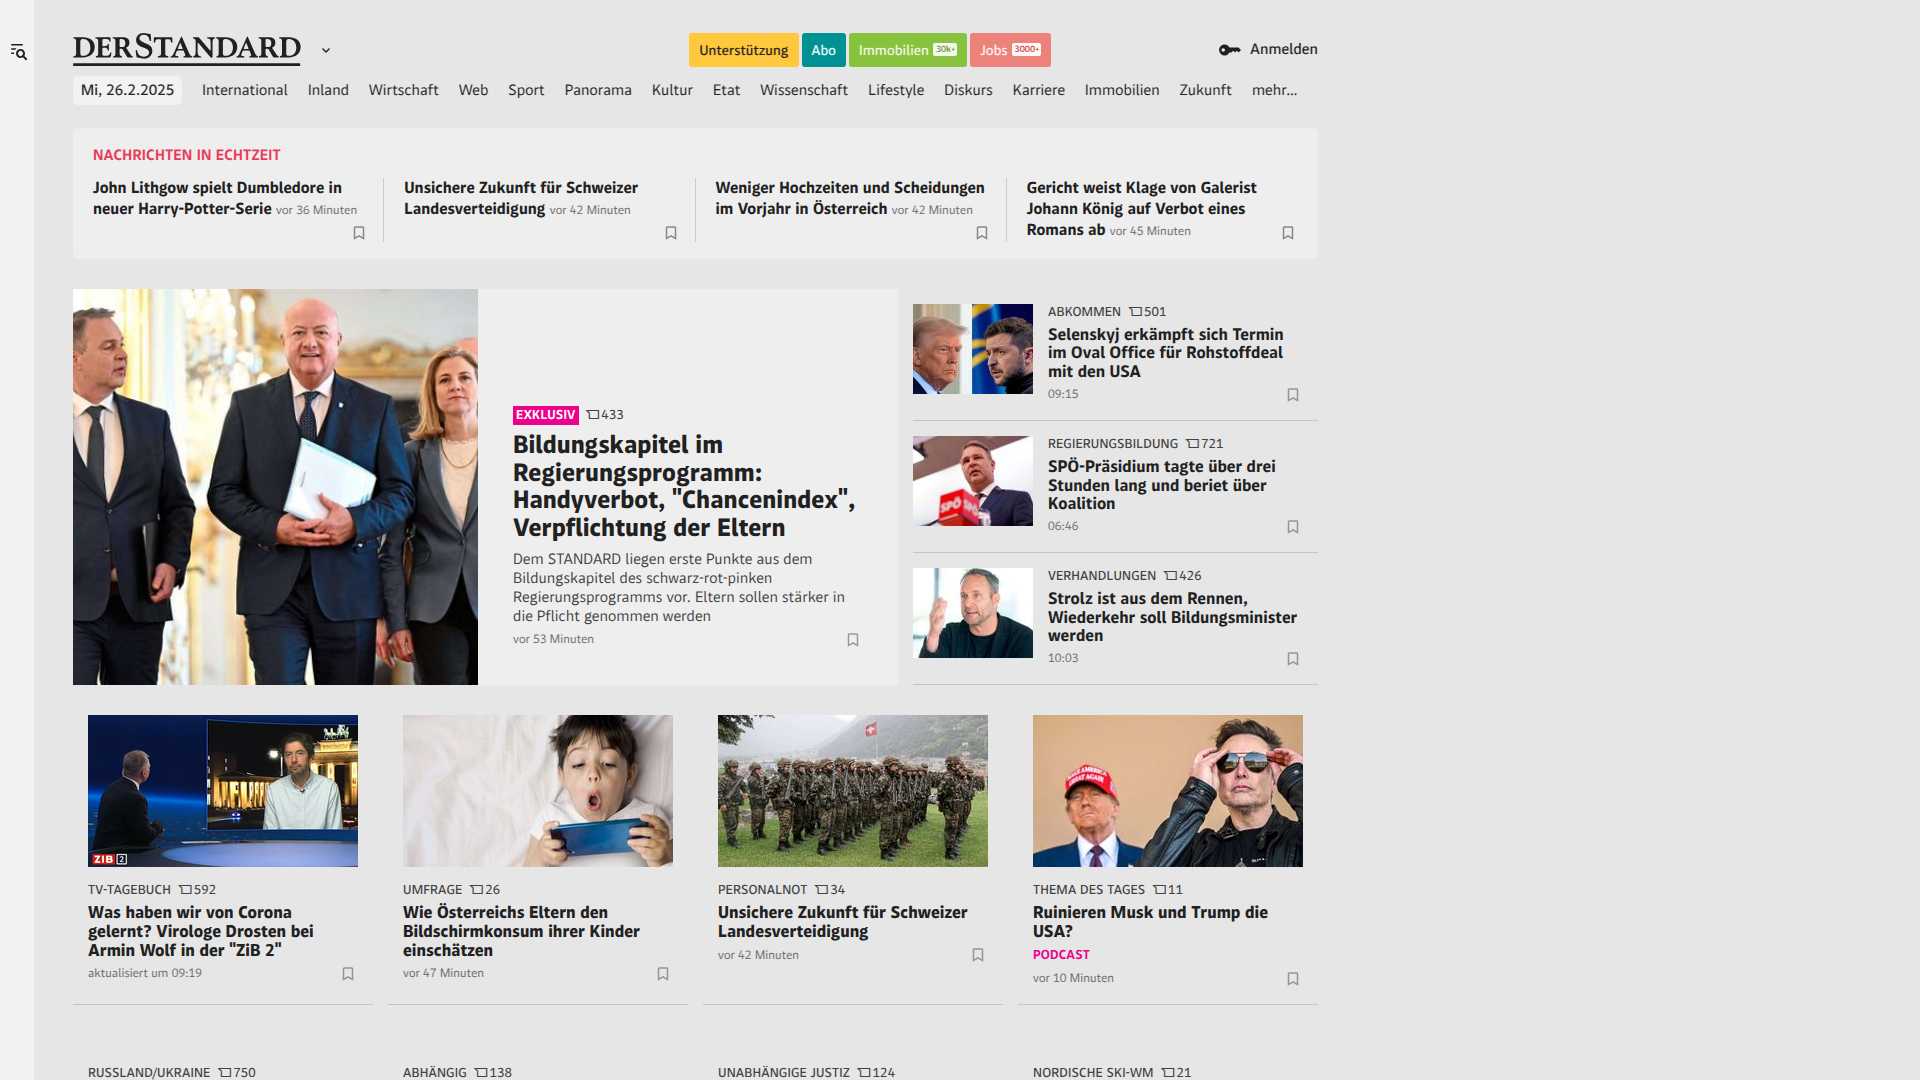 DERSTANDARD
Unterstützung
Abo
Immobilien 30k+
Jobs 3000+
Anmelden
Mi, 26.2.2025
International
Inland
Wirtschaft
Web
Sport
Panorama
Kultur
Etat
Wissenschaft
Lifestyle
Diskurs
Karriere
Immobilien
Zukunft
mehr...
NACHRICHTEN IN ECHTZEIT
John Lithgow spielt Dumbledore in
neuer Harry-Potter-Serie vor 36 Minuten
Unsichere Zukunft für Schweizer
Landesverteidigung vor 42 Minuten
Weniger Hochzeiten und Scheidungen
im Vorjahr in Österreich vor 42 Minuten
Gericht weist Klage von Galerist
Johann König auf Verbot eines
Romans ab vor 45 Minuten
EXKLUSIV 433
Bildungskapitel im
Regierungsprogramm:
Handyverbot, "Chancenindex",
Verpflichtung der Eltern
Dem STANDARD liegen erste Punkte aus dem
Bildungskapitel des schwarz-rot-pinken
Regierungsprogramms vor. Eltern sollen stärker in
die Pflicht genommen werden
vor 53 Minuten
ABKOMMEN 501
Selenskyj erkämpft sich Termin
im Oval Office für Rohstoffdeal
mit den USA
09:15
SPÖ
REGIERUNGSBILDUNG 721
SPÖ-Präsidium tagte über drei
Stunden lang und beriet über
Koalition
06:46
VERHANDLUNGEN 426
Strolz ist aus dem Rennen,
Wiederkehr soll Bildungsminister
werden
10:03
ZIB 2
TV-TAGEBUCH 592
Was haben wir von Corona
gelernt? Virologe Drosten bei
Armin Wolf in der "ZiB 2"
aktualisiert um 09:19
UMFRAGE 26
Wie Österreichs Eltern den
Bildschirmkonsum ihrer Kinder
einschätzen
vor 47 Minuten
PERSONALNOT 34
Unsichere Zukunft für Schweizer
Landesverteidigung
vor 42 Minuten
MAKE AMERICA
GREAT AGAIN
THEMA DES TAGES 11
Ruinieren Musk und Trump die
USA?
PODCAST
vor 10 Minuten
RUSSLAND/UKRAINE 750
ABHÄNGIG 138
UNABHÄNGIGE JUSTIZ 124
NORDISCHE SKI-WM 21